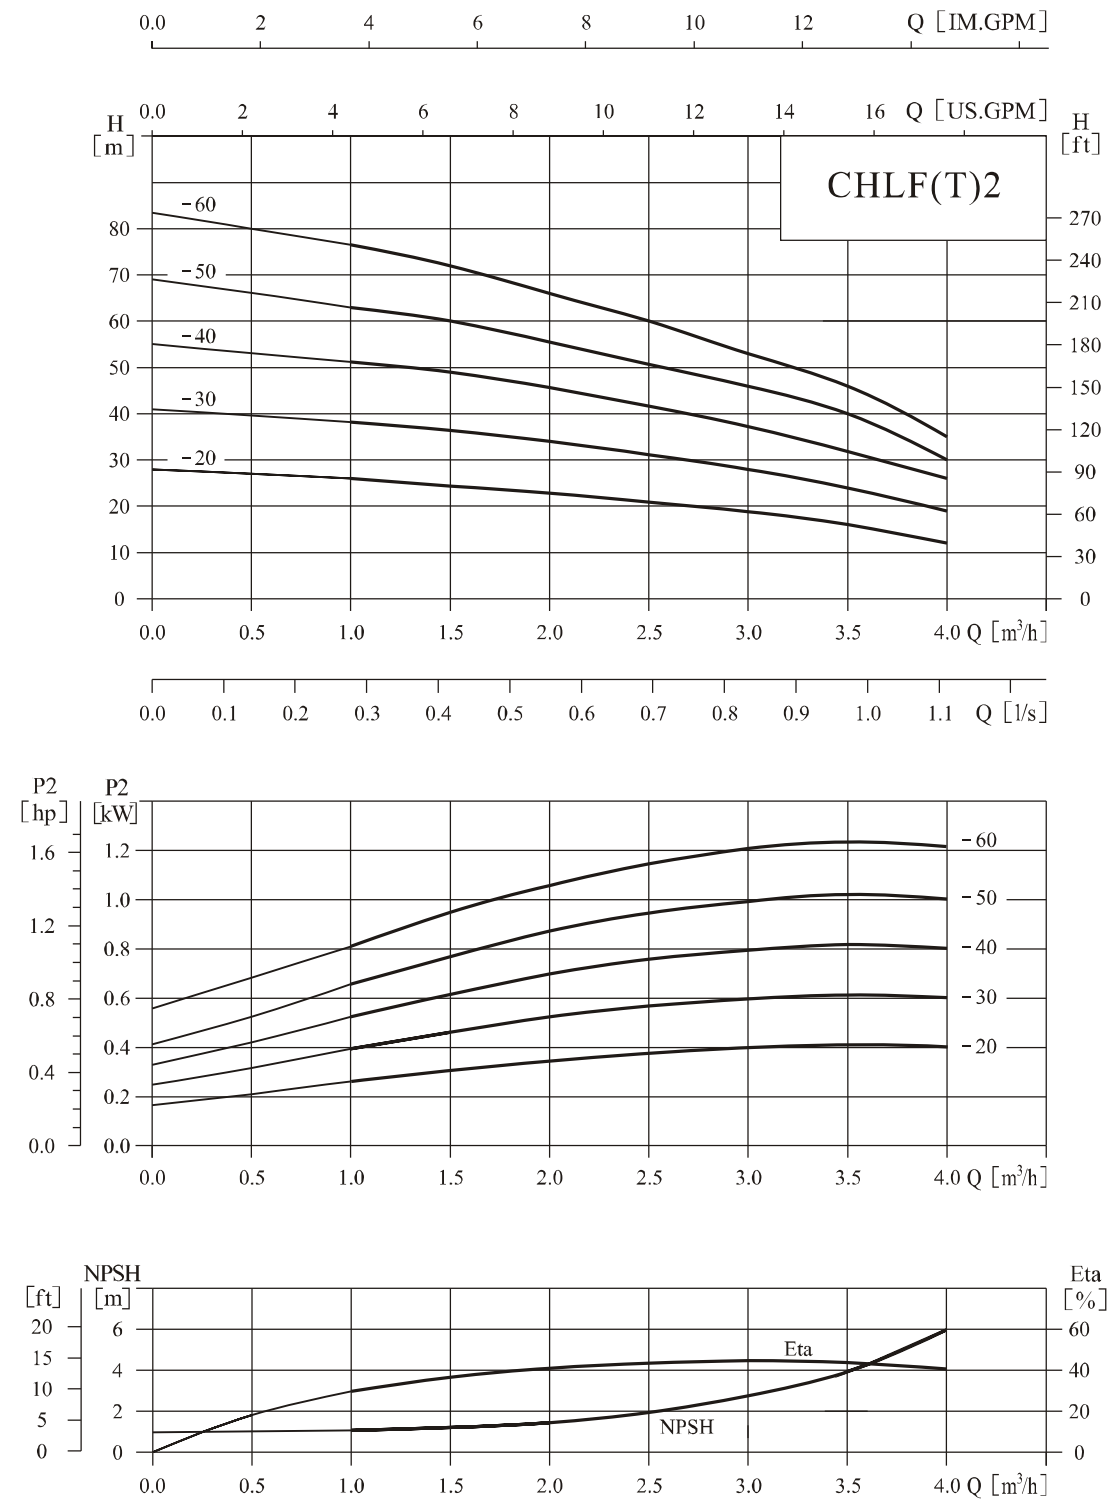 0.0 2 4 6 8 10 12 Q [IM.GPM]
0.0 2 4 6 8 10 12 14 16 Q [US.GPM]
H
[m]
H
[ft]
CHLF(T)2
-60
270
80
240
-50
70
210
60
-40
180
50
150
-30
40
120
-20
30
90
20
60
10
30
0
0
0.0 0.5 1.0 1.5 2.0 2.5 3.0 3.5 4.0 Q [m³/h]
0.0 0.1 0.2 0.3 0.4 0.5 0.6 0.7 0.8 0.9 1.0 1.1 Q [l/s]
P2
[hp]
P2
[kW]
-60
1.6
1.2
1.0
-50
1.2
0.8
-40
0.8
0.6
-30
0.4
-20
0.4
0.2
0.0
0.0
0.0 0.5 1.0 1.5 2.0 2.5 3.0 3.5 4.0 Q [m³/h]
NPSH
[ft] [m]
Eta
[%]
20 6 60
Eta
15 4 40
10
2 20
5
NPSH
0 0 0
0.0 0.5 1.0 1.5 2.0 2.5 3.0 3.5 4.0 Q [m³/h]